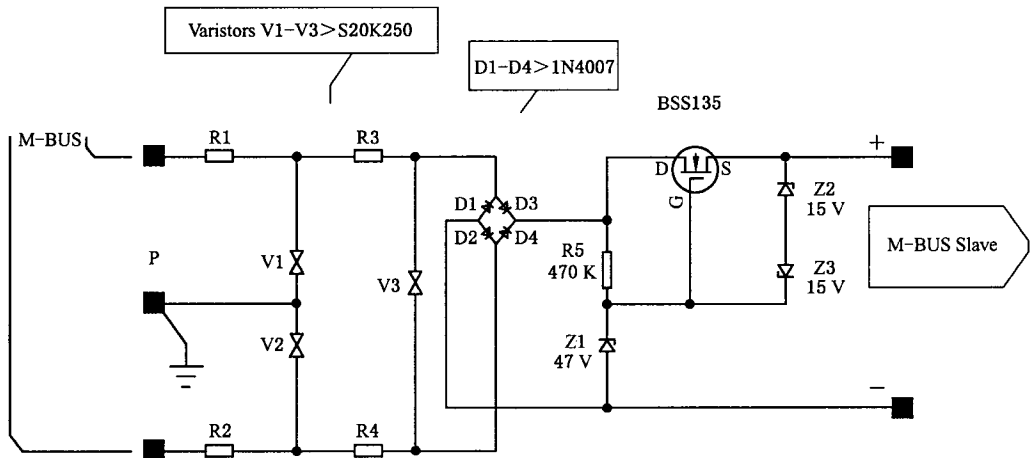 Varistors V1-V3>S20K250
D1-D4>1N4007
BSS135
M-BUS
R1
R3
D
S
G
+
Z2
15 V
D1
D3
D2
D4
R5
470 K
M-BUS Slave
P
V1
V3
Z3
15 V
V2
Z1
47 V
−
R2
R4